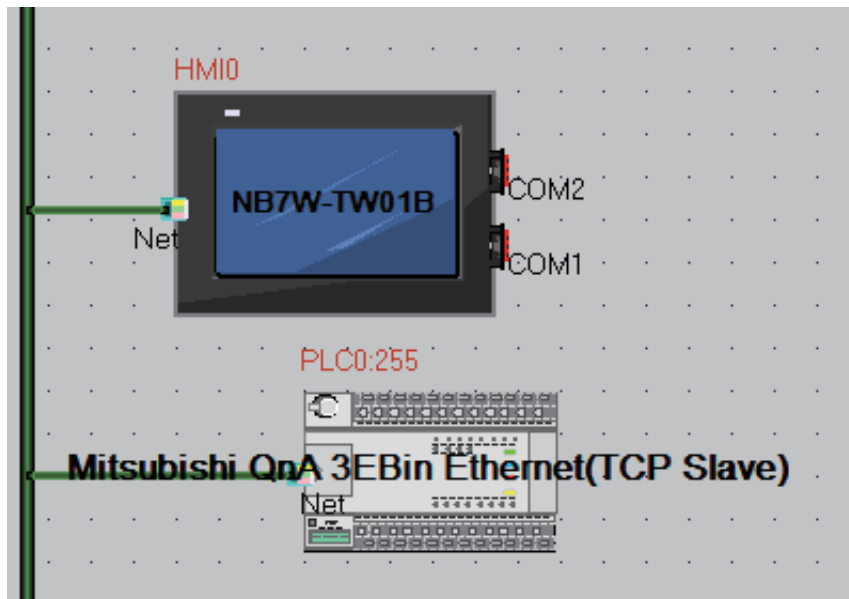 HMI0
NB7W-TW01B
COM2
Net
COM1
PLC0:255
Mitsubishi QnA 3EBin Ethernet(TCP Slave)
Net